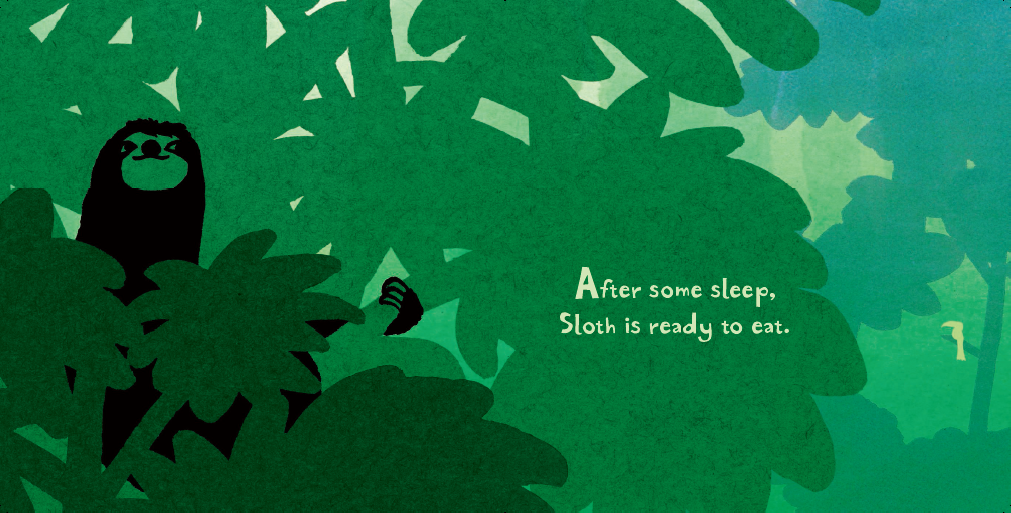 After some sleep,
Sloth is ready to eat.